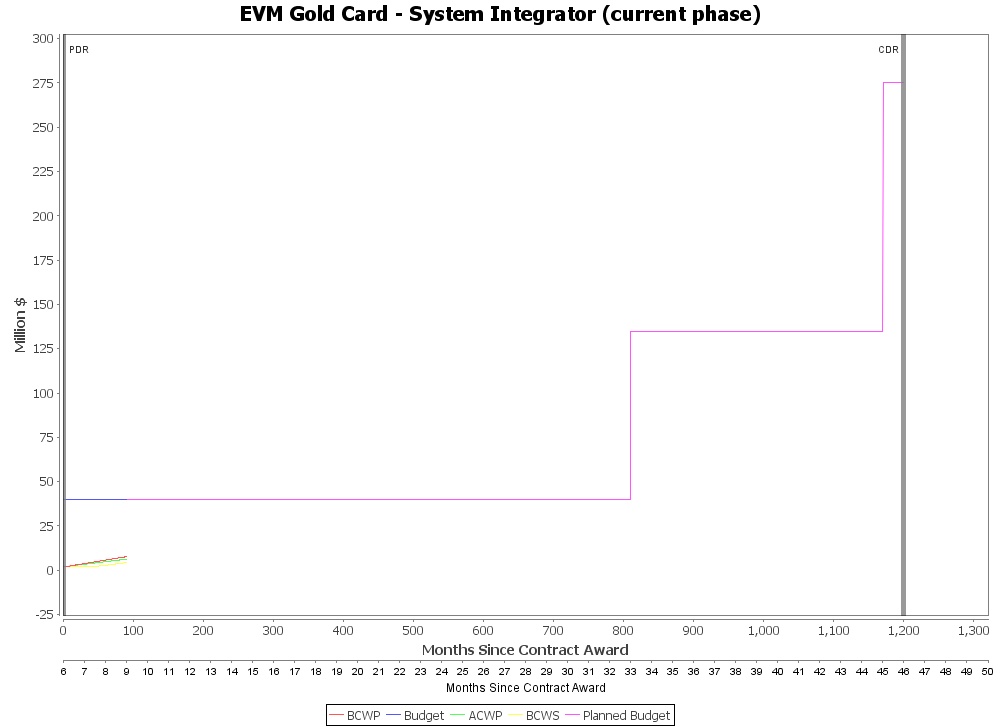 EVM Gold Card - System Integrator (current phase)
300
275
250
225
200
175
150
125
100
75
50
25
0
-25
Million $
PDR
CDR
0 100 200 300 400 500 600 700 800 900 1,000 1,100 1,200 1,300
Months Since Contract Award
6 7 8 9 10 11 12 13 14 15 16 17 18 19 20 21 22 23 24 25 26 27 28 29 30 31 32 33 34 35 36 37 38 39 40 41 42 43 44 45 46 47 48 49 50
Months Since Contract Award
BCWP Budget ACWP BCWS Planned Budget